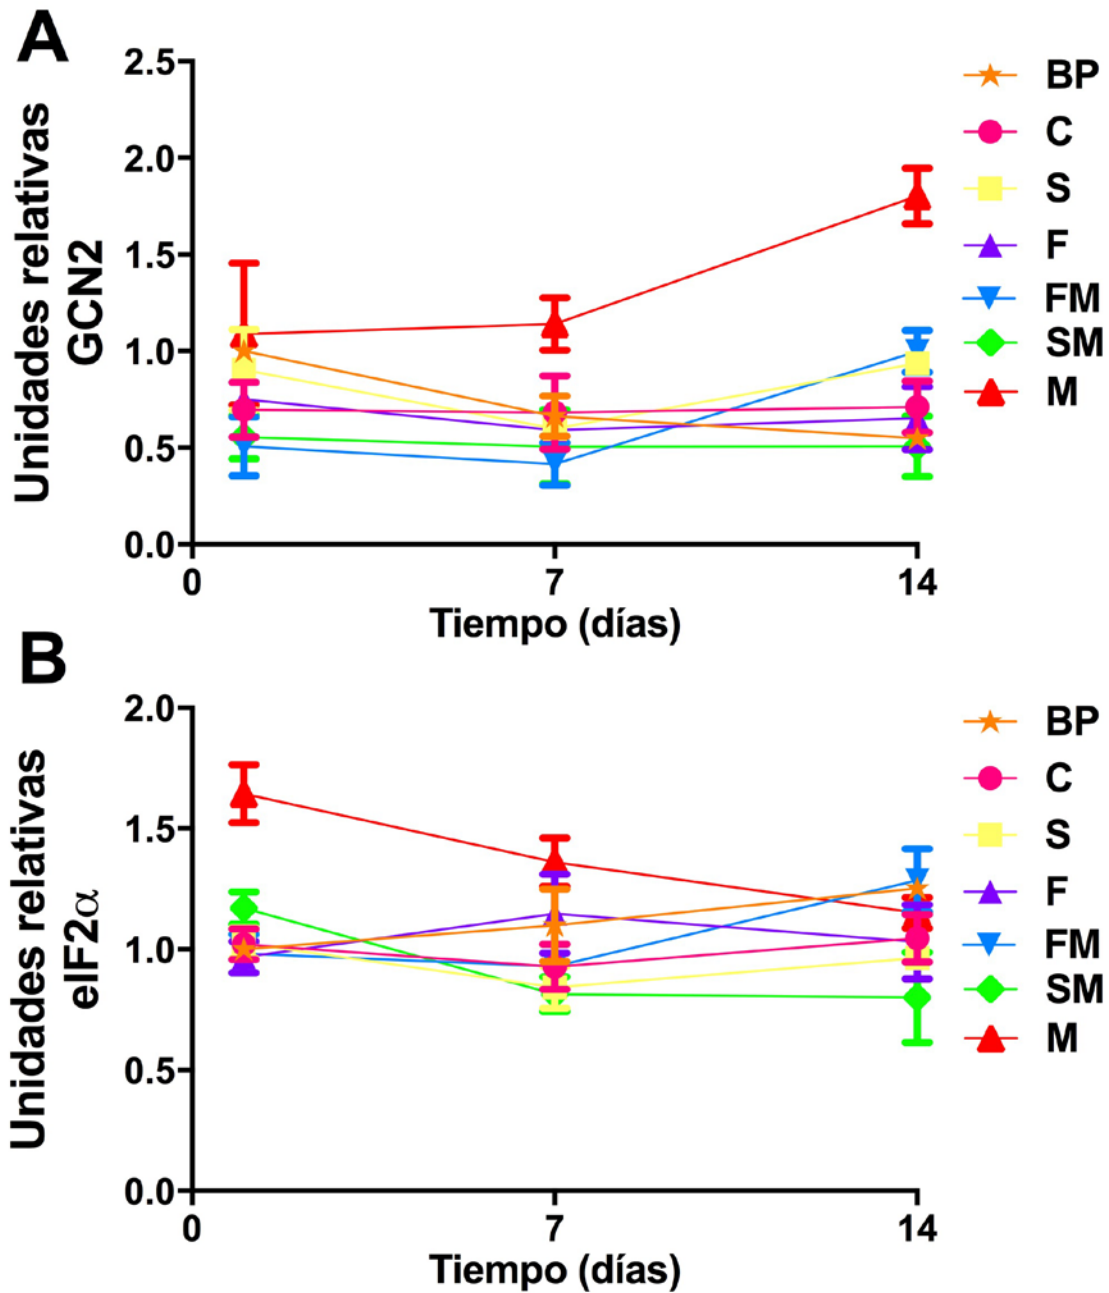 A
Unidades relativas
GCN2
2.5
2.0
1.5
1.0
0.5
0.0
0
7
14
Tiempo (días)
BP
C
S
F
FM
SM
M
B
Unidades relativas
eIF2α
2.0
1.5
1.0
0.5
0.0
0
7
14
Tiempo (días)
BP
C
S
F
FM
SM
M